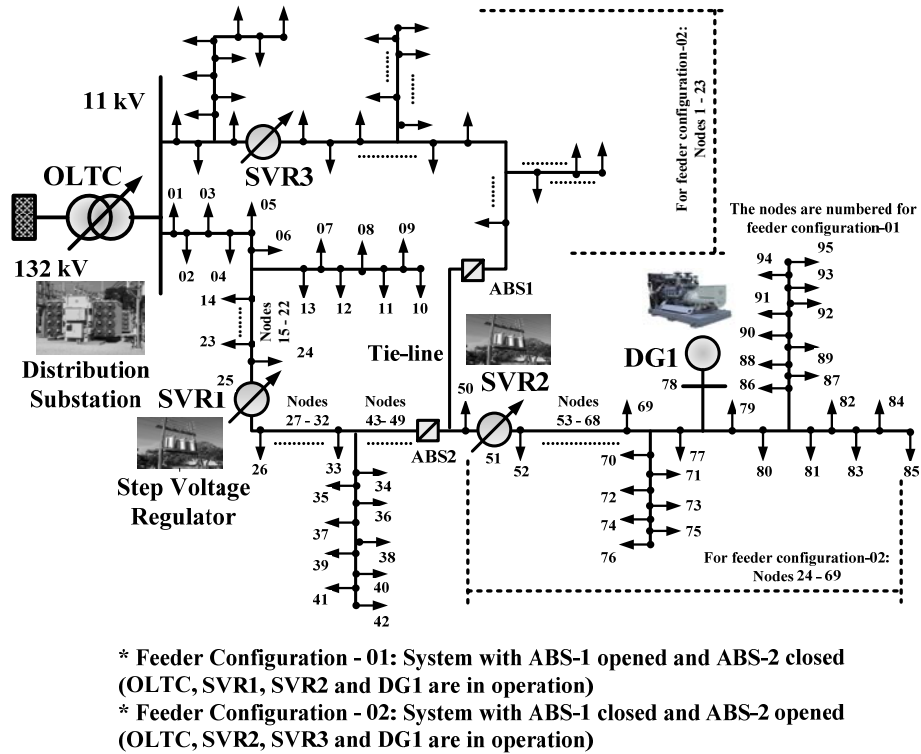 11 kV
OLTC
132 kV
Distribution
Substation
SVR3
For feeder configuration-02:
Nodes 1 - 23
The nodes are numbered for
feeder configuration-01
01
03
05
02
04
06
07
08
09
13
12
11
10
14
Nodes
15 - 22
23
24
25
SVR1
Step Voltage
Regulator
26
Nodes
27 - 32
33
Nodes
43- 49
34
35
36
37
38
39
40
41
42
ABS1
Tie-line
ABS2
50
SVR2
51
52
Nodes
53 - 68
69
70
71
72
73
74
75
76
77
DG1
78
79
80
81
82
83
84
85
86
87
88
89
90
91
92
93
94
95
For feeder configuration-02:
Nodes 24 - 69
* Feeder Configuration - 01: System with ABS-1 opened and ABS-2 closed
(OLTC, SVR1, SVR2 and DG1 are in operation)
* Feeder Configuration - 02: System with ABS-1 closed and ABS-2 opened
(OLTC, SVR2, SVR3 and DG1 are in operation)